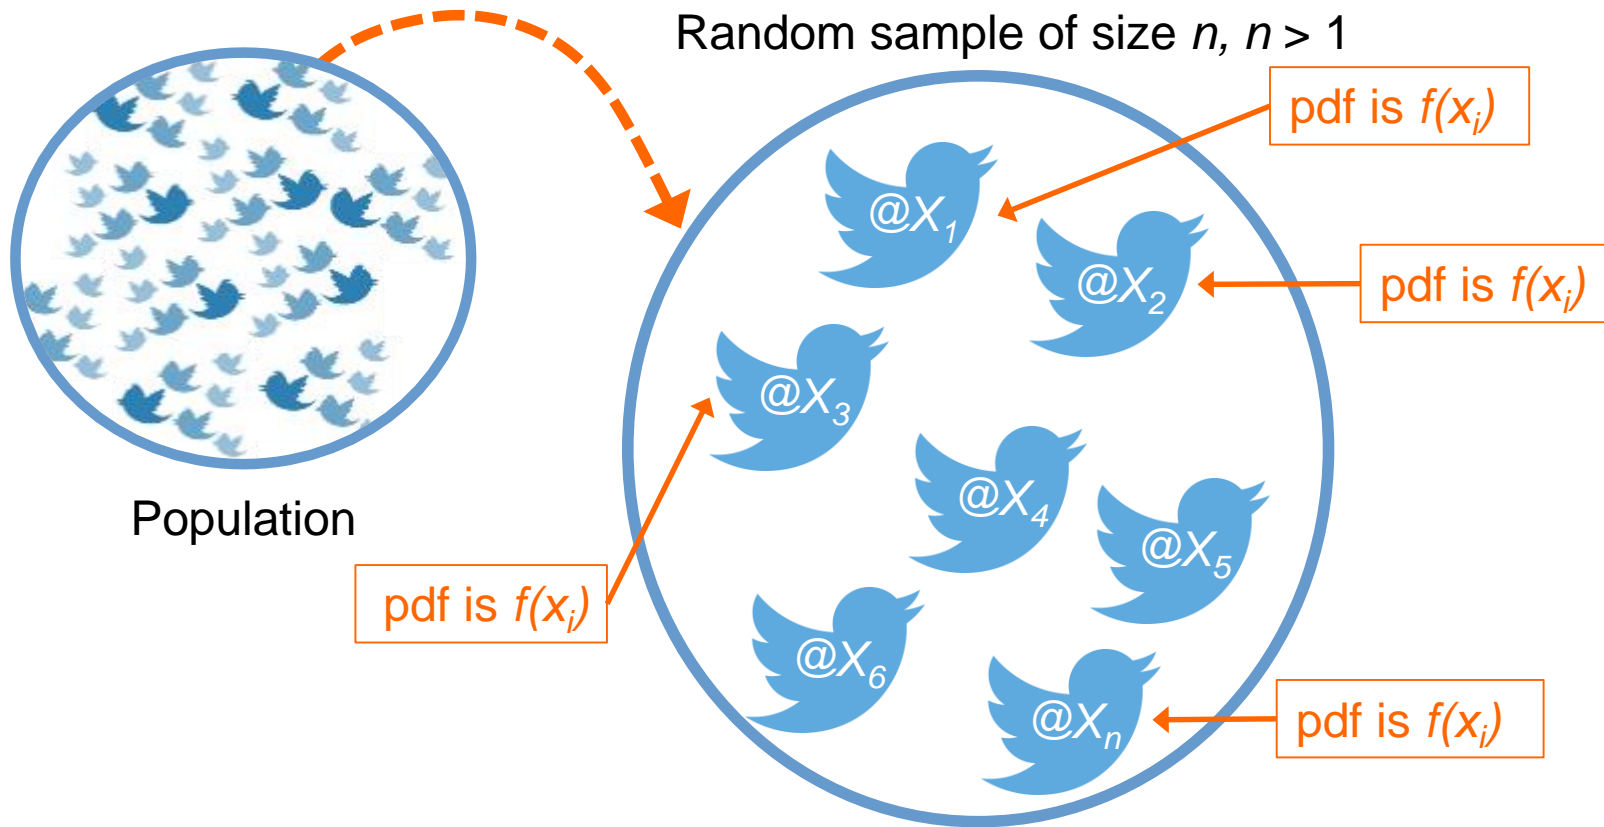 Random sample of size n, n > 1
pdf is f(xᵢ)
@X₁
@X₂
pdf is f(xᵢ)
@X₃
@X₄
Population
@X₅
pdf is f(xᵢ)
@X₆
@Xₙ
pdf is f(xᵢ)